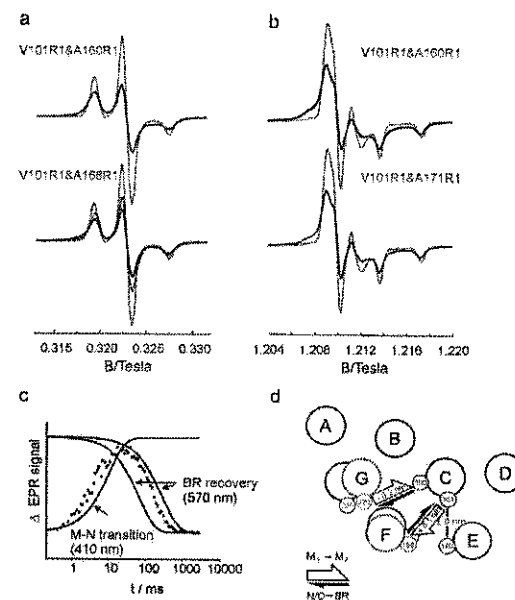 a
b
V101R1&A160R1
V101R1&A160R1
V101R1&A168R1
V101R1&A171R1
0.315 0.320 0.325 0.330
B/Tesla
1.204 1.208 1.212 1.216 1.220
B/Tesla
c
d
Δ EPR signal
BR recovery
(570 nm)
M-N transition
(410 nm)
1 10 100 1000 10000
t / ms
A
B
G
C
D
F
E
M₁ → M₂
N/O→BR